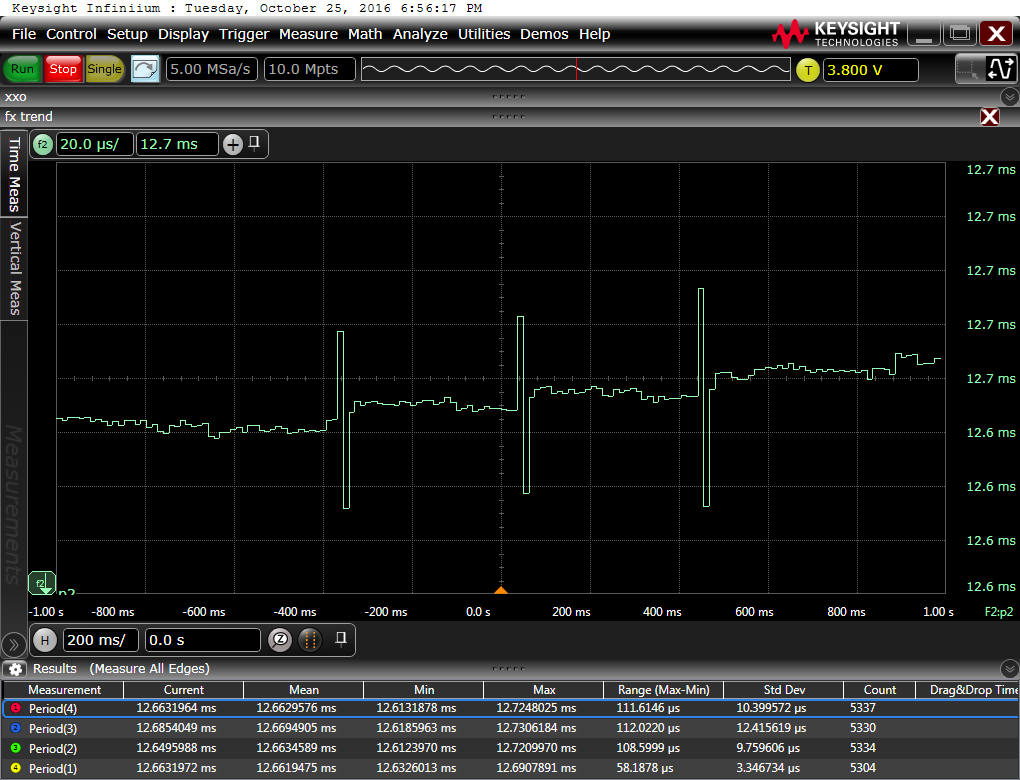 Keysight Infiniium : Tuesday, October 25, 2016 6:56:17 PM
File Control Setup Display Trigger Measure Math Analyze Utilities Demos Help
KEYSIGHT
TECHNOLOGIES
Run Stop Single 5.00 MSa/s 10.0 Mpts T 3.800 V
xxo
fx trend
Time Meas
Vertical Meas
Measurements
f2 20.0 µs/ 12.7 ms
12.7 ms
12.7 ms
12.7 ms
12.7 ms
12.7 ms
12.6 ms
12.6 ms
12.6 ms
12.6 ms
f2
p2
-1.00 s -800 ms -600 ms -400 ms -200 ms 0.0 s 200 ms 400 ms 600 ms 800 ms 1.00 s F2:p2
H 200 ms/ 0.0 s
Results (Measure All Edges)
Measurement Current Mean Min Max Range (Max-Min) Std Dev Count Drag&Drop Time
Period(4) 12.6631964 ms 12.6629576 ms 12.6131878 ms 12.7248025 ms 111.6146 µs 10.399572 µs 5337
Period(3) 12.6854049 ms 12.6694905 ms 12.6185963 ms 12.7306184 ms 112.0220 µs 12.415619 µs 5330
Period(2) 12.6495988 ms 12.6634589 ms 12.6123970 ms 12.7209970 ms 108.5999 µs 9.759606 µs 5334
Period(1) 12.6631972 ms 12.6619475 ms 12.6326013 ms 12.6907891 ms 58.1878 µs 3.346734 µs 5304